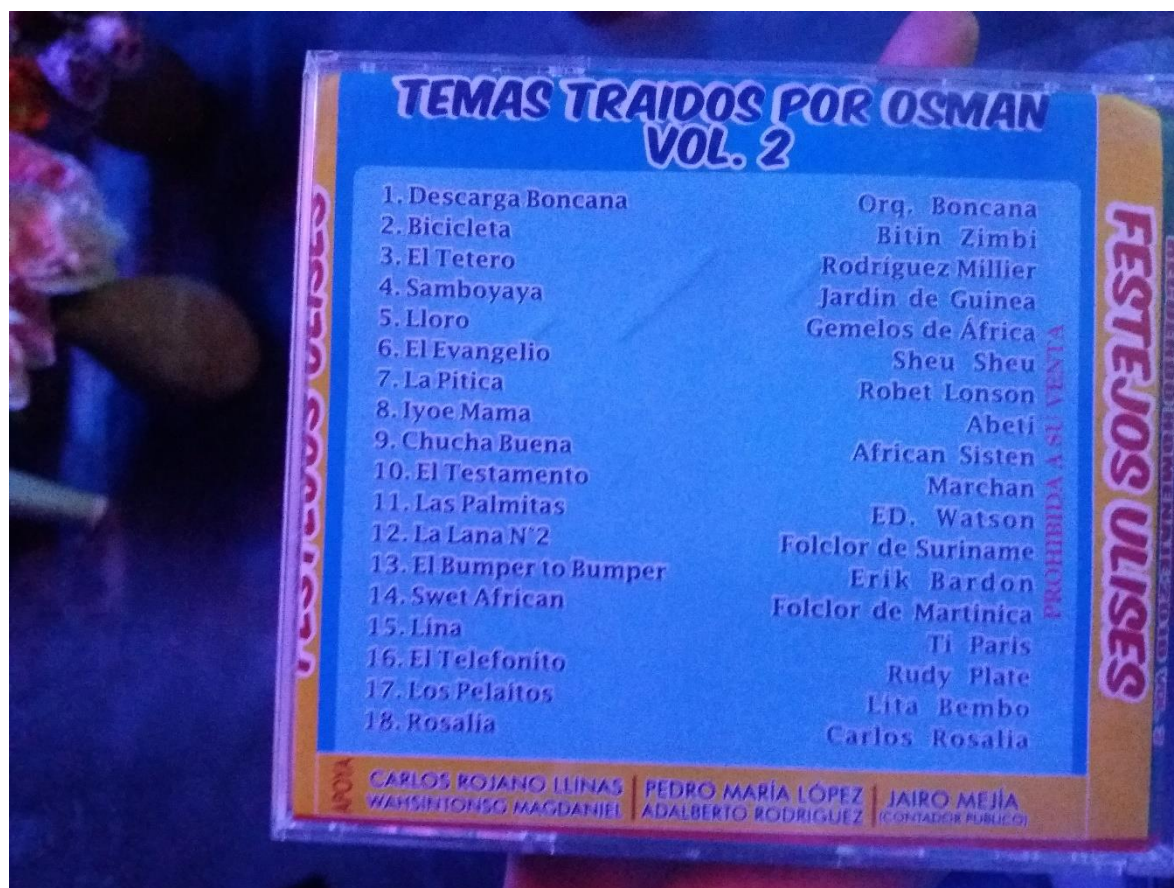 TEMAS TRAIDOS POR OSMAN
VOL. 2
1. Descarga Boncana Orq. Boncana
2. Bicicleta Bitin Zimbi
3. El Tetero Rodríguez Millier
4. Samboyaya Jardin de Guinea
5. Lloro Gemelos de África
6. El Evangelio Sheu Sheu
7. La Pitica Robet Lonson
8. Iyoe Mama Abeti
9. Chucha Buena African Sisten
10. El Testamento Marchan
11. Las Palmitas ED. Watson
12. La Lana N°2 Folclor de Suriname
13. El Bumper to Bumper Erik Bardon
14. Swet African Folclor de Martinica
15. Lina Ti Paris
16. El Telefonito Rudy Plate
17. Los Pelaitos Lita Bembo
18. Rosalia Carlos Rosalia
PROHIBIDA A SU VENTA
FESTEJOS ULISES
FESTEJOS ULISES
APOYA
CARLOS ROJANO LLINAS
WAHSINTONSG MAGDANIEL
PEDRO MARÍA LÓPEZ
ADALBERTO RODRIGUEZ
JAIRO MEJÍA
(CONTADOR PUBLICO)